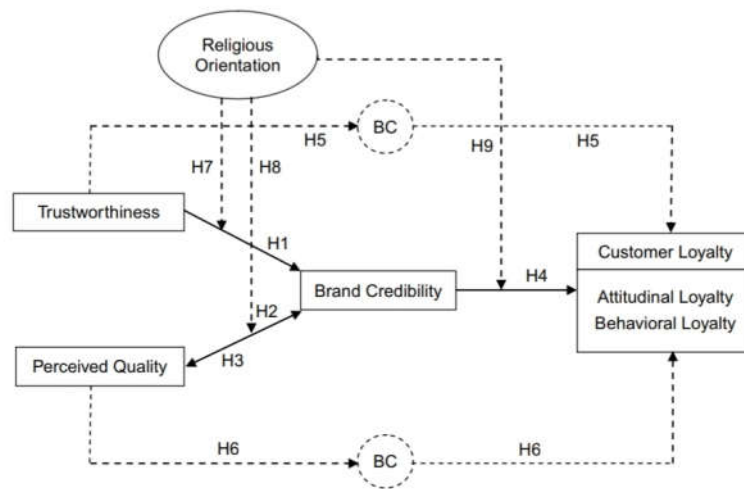 Religious
Orientation
BC
H5
H5
H7
H8
H9
Trustworthiness
H1
Customer Loyalty
Brand Credibility
H4
Attitudinal Loyalty
Behavioral Loyalty
H2
H3
Perceived Quality
H6
H6
BC